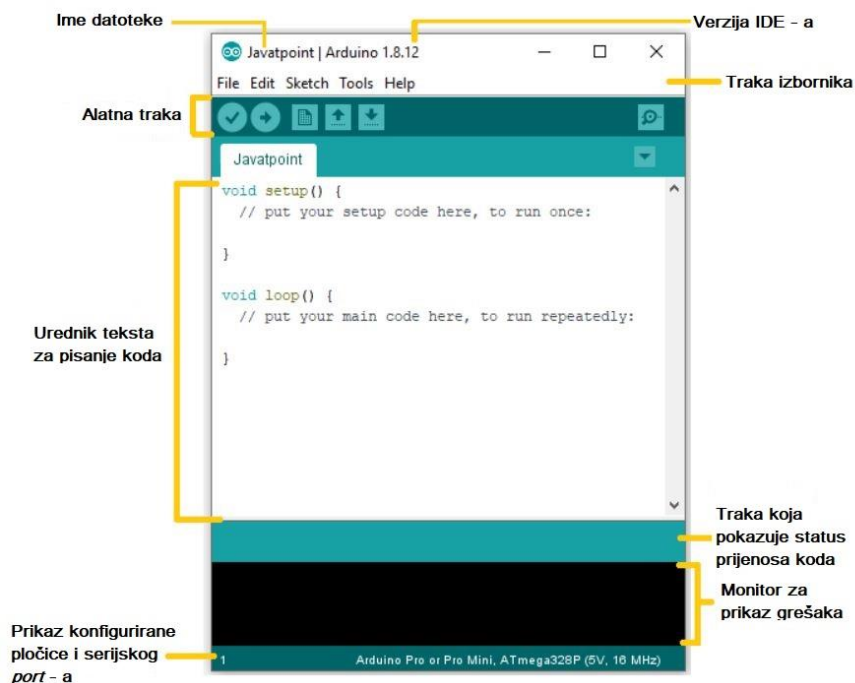 Ime datoteke
Verzija IDE - a
Javatpoint | Arduino 1.8.12
File Edit Sketch Tools Help
Traka izbornika
Alatna traka
Javatpoint
void setup() {
// put your setup code here, to run once:
}
void loop() {
// put your main code here, to run repeatedly:
}
Urednik teksta
za pisanje koda
Traka koja
pokazuje status
prijenosa koda
Monitor za
prikaz grešaka
Prikaz konfigurirane
pločice i serijskog
port - a
1
Arduino Pro or Pro Mini, ATmega328P (5V, 16 MHz)